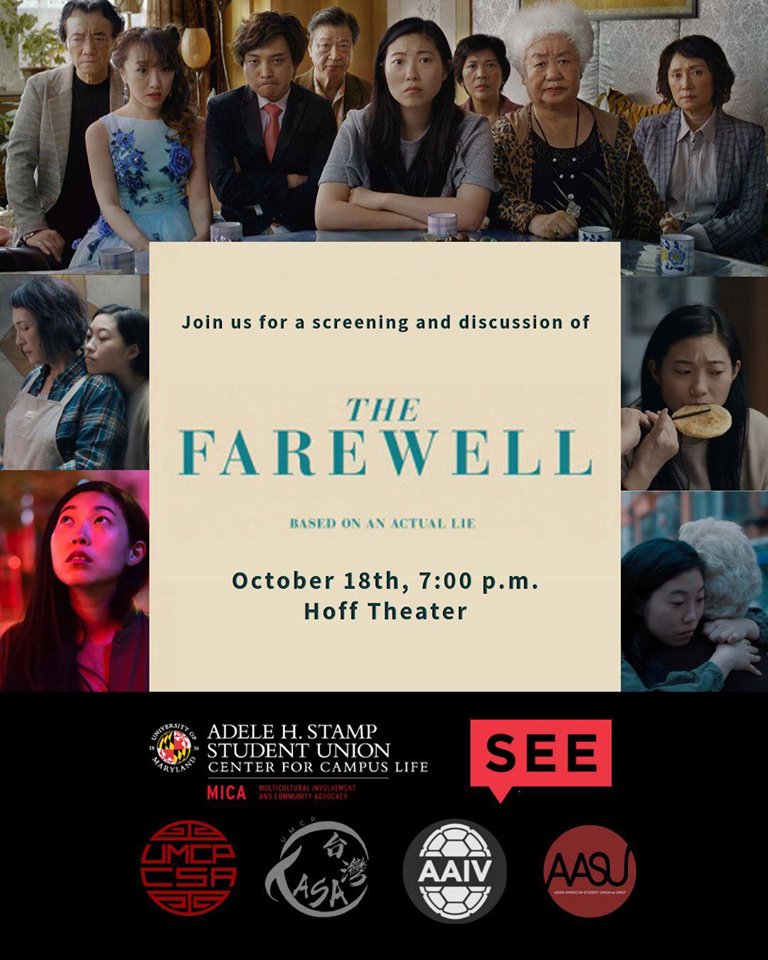 Join us for a screening and discussion of
THE
FAREWELL
BASED ON AN ACTUAL LIE
October 18th, 7:00 p.m.
Hoff Theater
UNIVERSITY OF
18 56
MARYLAND
ADELE H. STAMP
STUDENT UNION
CENTER FOR CAMPUS LIFE
MICA
MULTICULTURAL INVOLVEMENT
AND COMMUNITY ADVOCACY
SEE
UMCP
CSA
UMCP
台灣
TASA
AAIV
AASU
ASIAN AMERICAN STUDENT UNION at UMCP